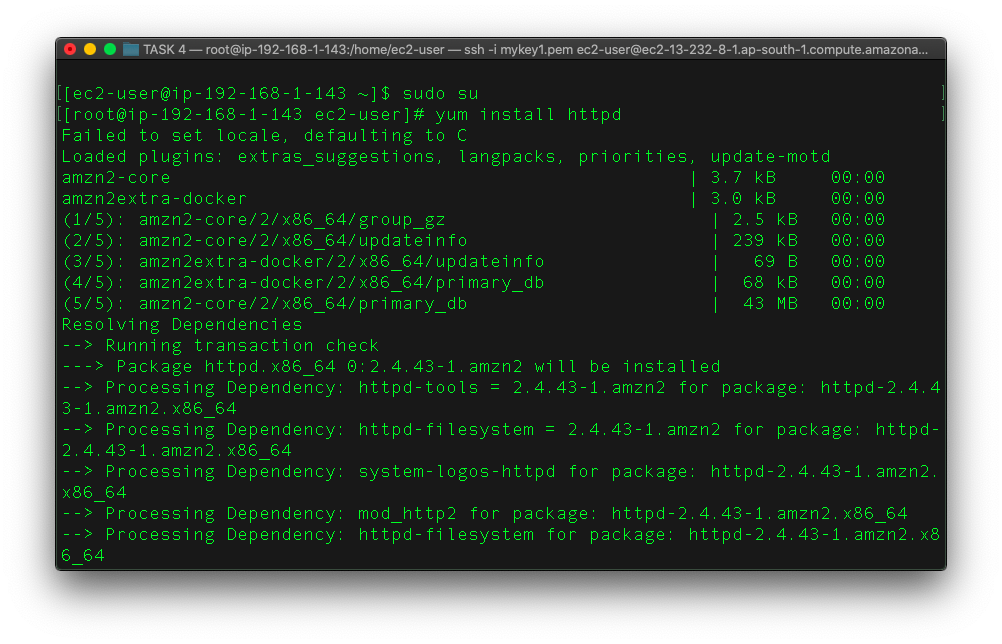 TASK 4 — root@ip-192-168-1-143:/home/ec2-user — ssh -i mykey1.pem ec2-user@ec2-13-232-8-1.ap-south-1.compute.amazona...
[[ec2-user@ip-192-168-1-143 ~]$ sudo su ]
[[root@ip-192-168-1-143 ec2-user]# yum install httpd ]
Failed to set locale, defaulting to C
Loaded plugins: extras_suggestions, langpacks, priorities, update-motd
amzn2-core | 3.7 kB 00:00
amzn2extra-docker | 3.0 kB 00:00
(1/5): amzn2-core/2/x86_64/group_gz | 2.5 kB 00:00
(2/5): amzn2-core/2/x86_64/updateinfo | 239 kB 00:00
(3/5): amzn2extra-docker/2/x86_64/updateinfo | 69 B 00:00
(4/5): amzn2extra-docker/2/x86_64/primary_db | 68 kB 00:00
(5/5): amzn2-core/2/x86_64/primary_db | 43 MB 00:00
Resolving Dependencies
--> Running transaction check
---> Package httpd.x86_64 0:2.4.43-1.amzn2 will be installed
--> Processing Dependency: httpd-tools = 2.4.43-1.amzn2 for package: httpd-2.4.4
3-1.amzn2.x86_64
--> Processing Dependency: httpd-filesystem = 2.4.43-1.amzn2 for package: httpd-
2.4.43-1.amzn2.x86_64
--> Processing Dependency: system-logos-httpd for package: httpd-2.4.43-1.amzn2.
x86_64
--> Processing Dependency: mod_http2 for package: httpd-2.4.43-1.amzn2.x86_64
--> Processing Dependency: httpd-filesystem for package: httpd-2.4.43-1.amzn2.x8
6_64